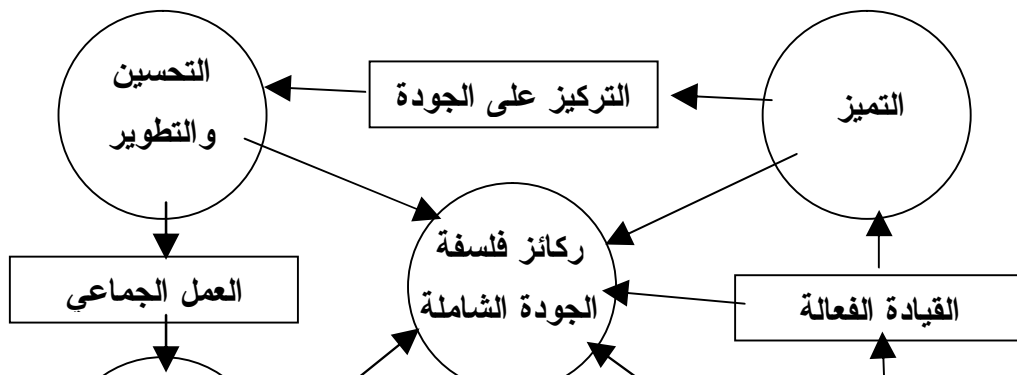 التميز
التركيز على الجودة
التحسين
والتطوير
ركائز فلسفة
الجودة الشاملة
القيادة الفعالة
العمل الجماعي